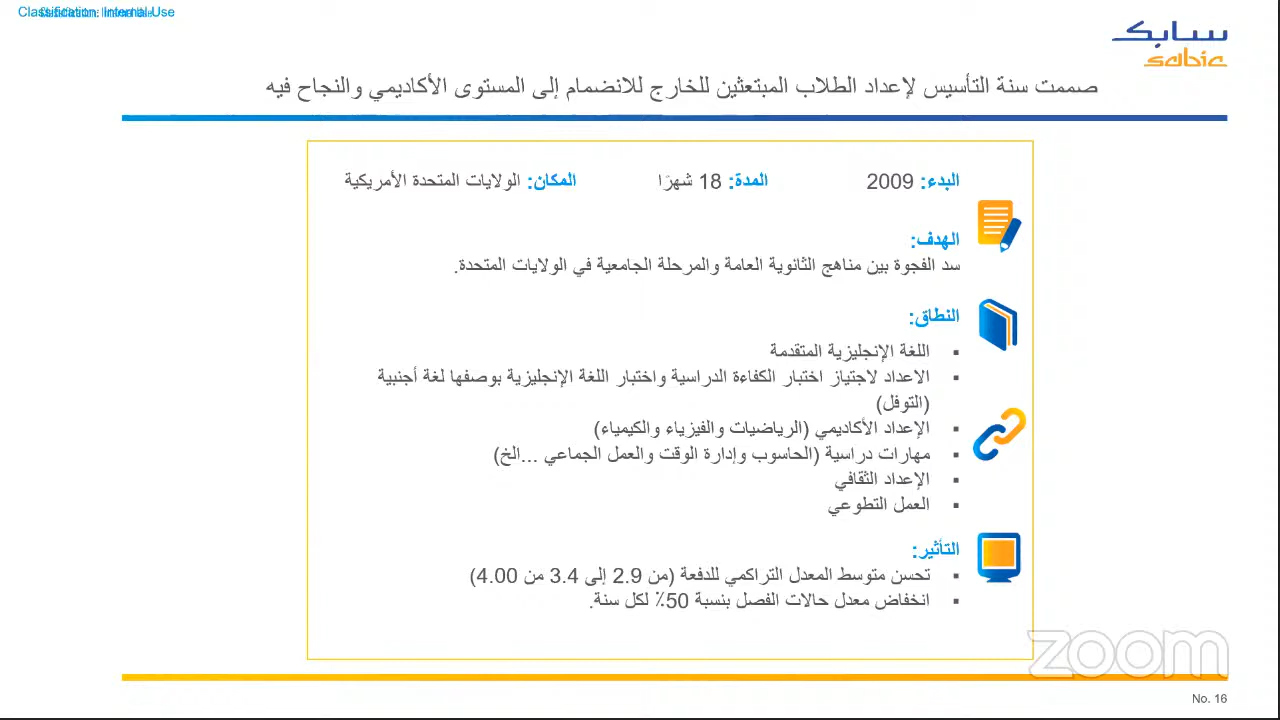 Classification: Internal Use
سابك
sabic
صممت سنة التأسيس لإعداد الطلاب المبتعثين للخارج للانضمام إلى المستوى الأكاديمي والنجاح فيه
البدء: 2009 المدة: 18 شهرًا المكان: الولايات المتحدة الأمريكية
الهدف:
سد الفجوة بين مناهج الثانوية العامة والمرحلة الجامعية في الولايات المتحدة.
النطاق:
▪ اللغة الإنجليزية المتقدمة
▪ الاعداد لاجتياز اختبار الكفاءة الدراسية واختبار اللغة الإنجليزية بوصفها لغة أجنبية
(التوفل)
▪ الإعداد الأكاديمي (الرياضيات والفيزياء والكيمياء)
▪ مهارات دراسية (الحاسوب وإدارة الوقت والعمل الجماعي ...الخ)
▪ الإعداد الثقافي
▪ العمل التطوعي
التأثير:
▪ تحسن متوسط المعدل التراكمي للدفعة (من 2.9 إلى 3.4 من 4.00)
▪ انخفاض معدل حالات الفصل بنسبة 50٪ لكل سنة.
zoom
No. 16